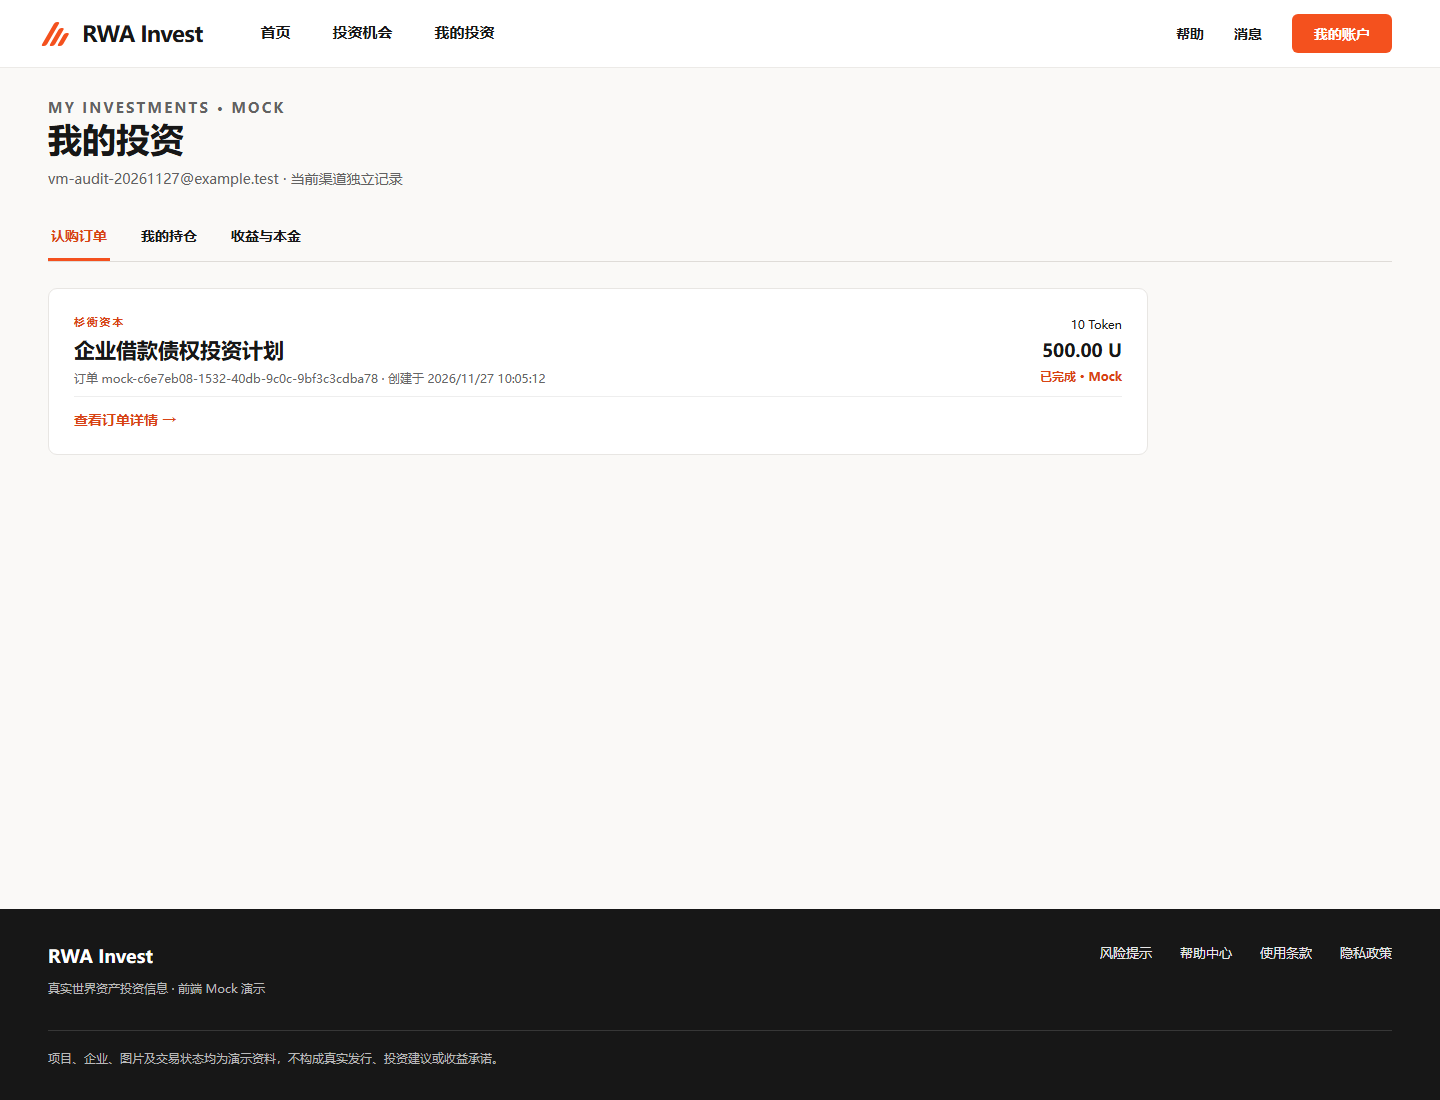 RWA Invest
首页
投资机会
我的投资
帮助
消息
我的账户
MY INVESTMENTS • MOCK
我的投资
vm-audit-20261127@example.test · 当前渠道独立记录
认购订单
我的持仓
收益与本金
杉衡资本
企业借款债权投资计划
订单 mock-c6e7eb08-1532-40db-9c0c-9bf3c3cdba78 · 创建于 2026/11/27 10:05:12
10 Token
500.00 U
已完成 • Mock
查看订单详情 →
RWA Invest
真实世界资产投资信息 · 前端 Mock 演示
风险提示
帮助中心
使用条款
隐私政策
项目、企业、图片及交易状态均为演示资料，不构成真实发行、投资建议或收益承诺。